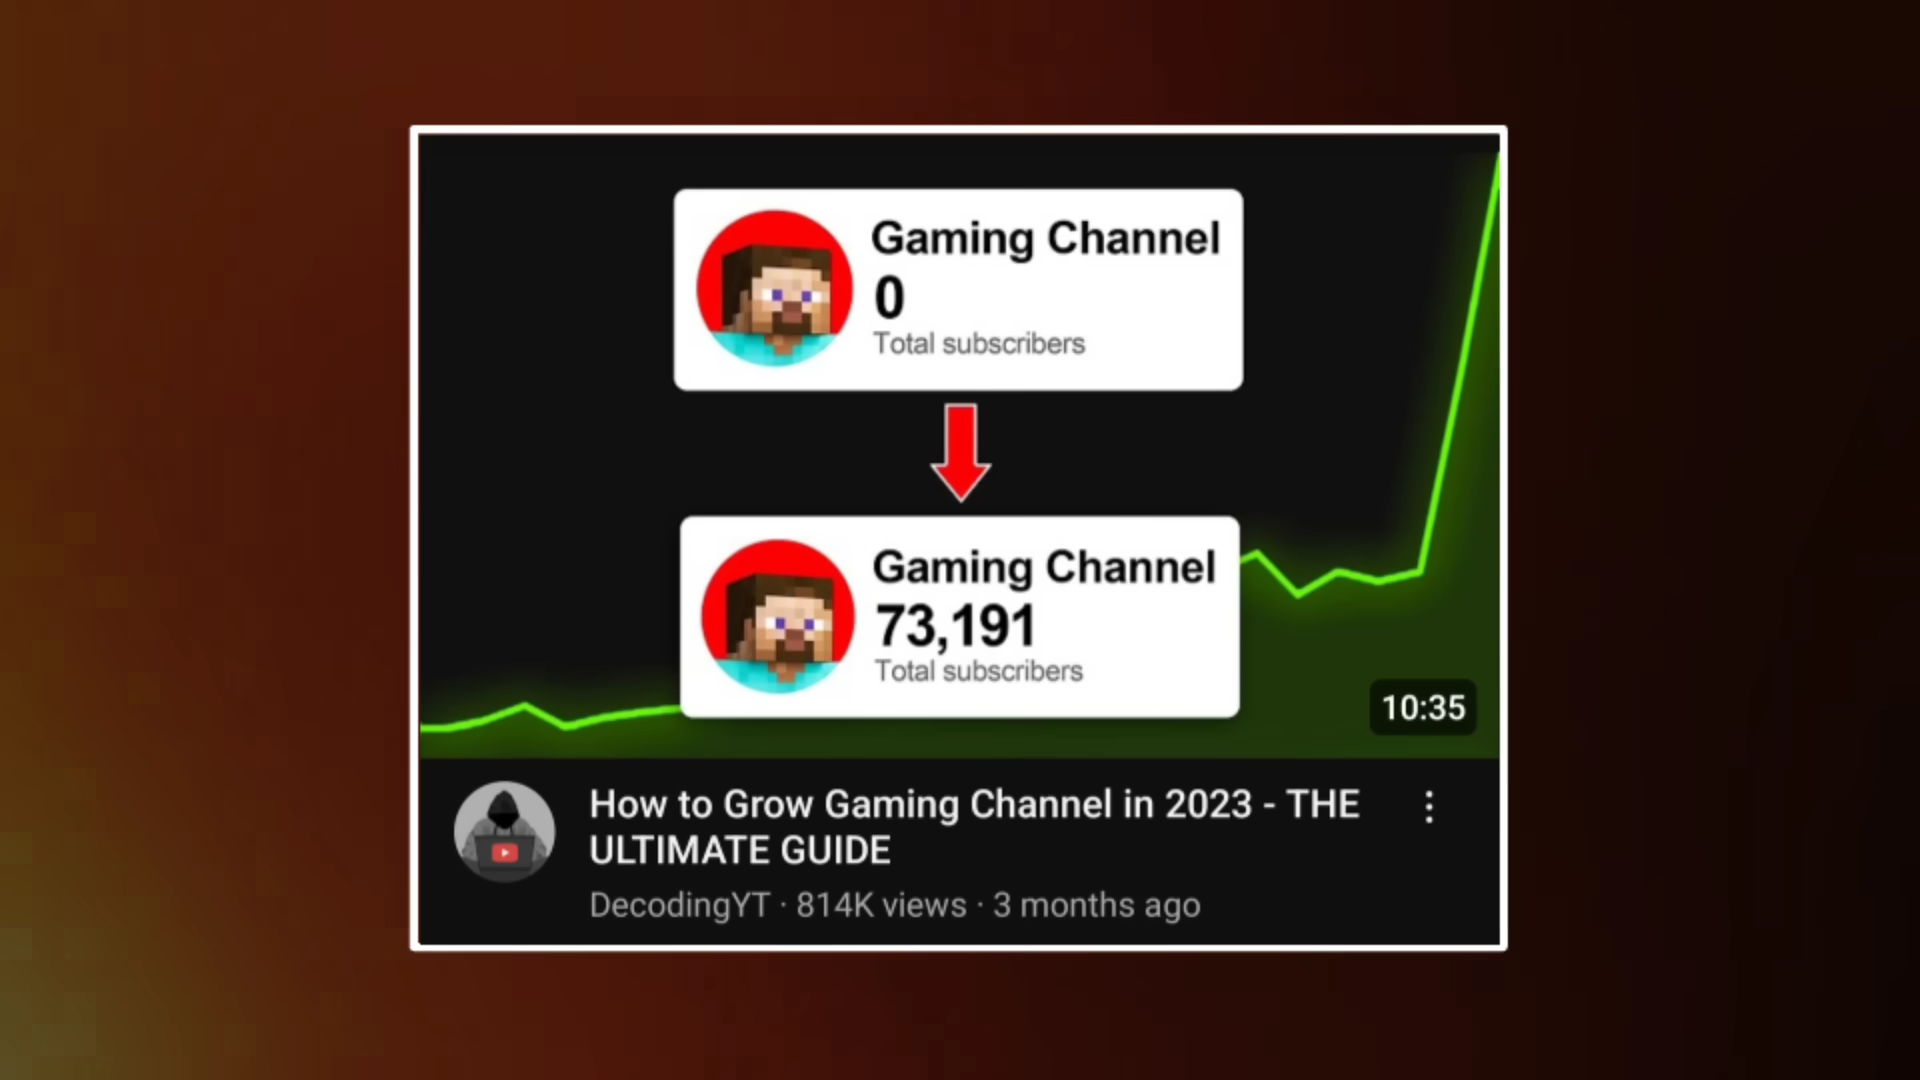 Gaming Channel
0
Total subscribers
Gaming Channel
73,191
Total subscribers
10:35
How to Grow Gaming Channel in 2023 - THE
ULTIMATE GUIDE
DecodingYT · 814K views · 3 months ago